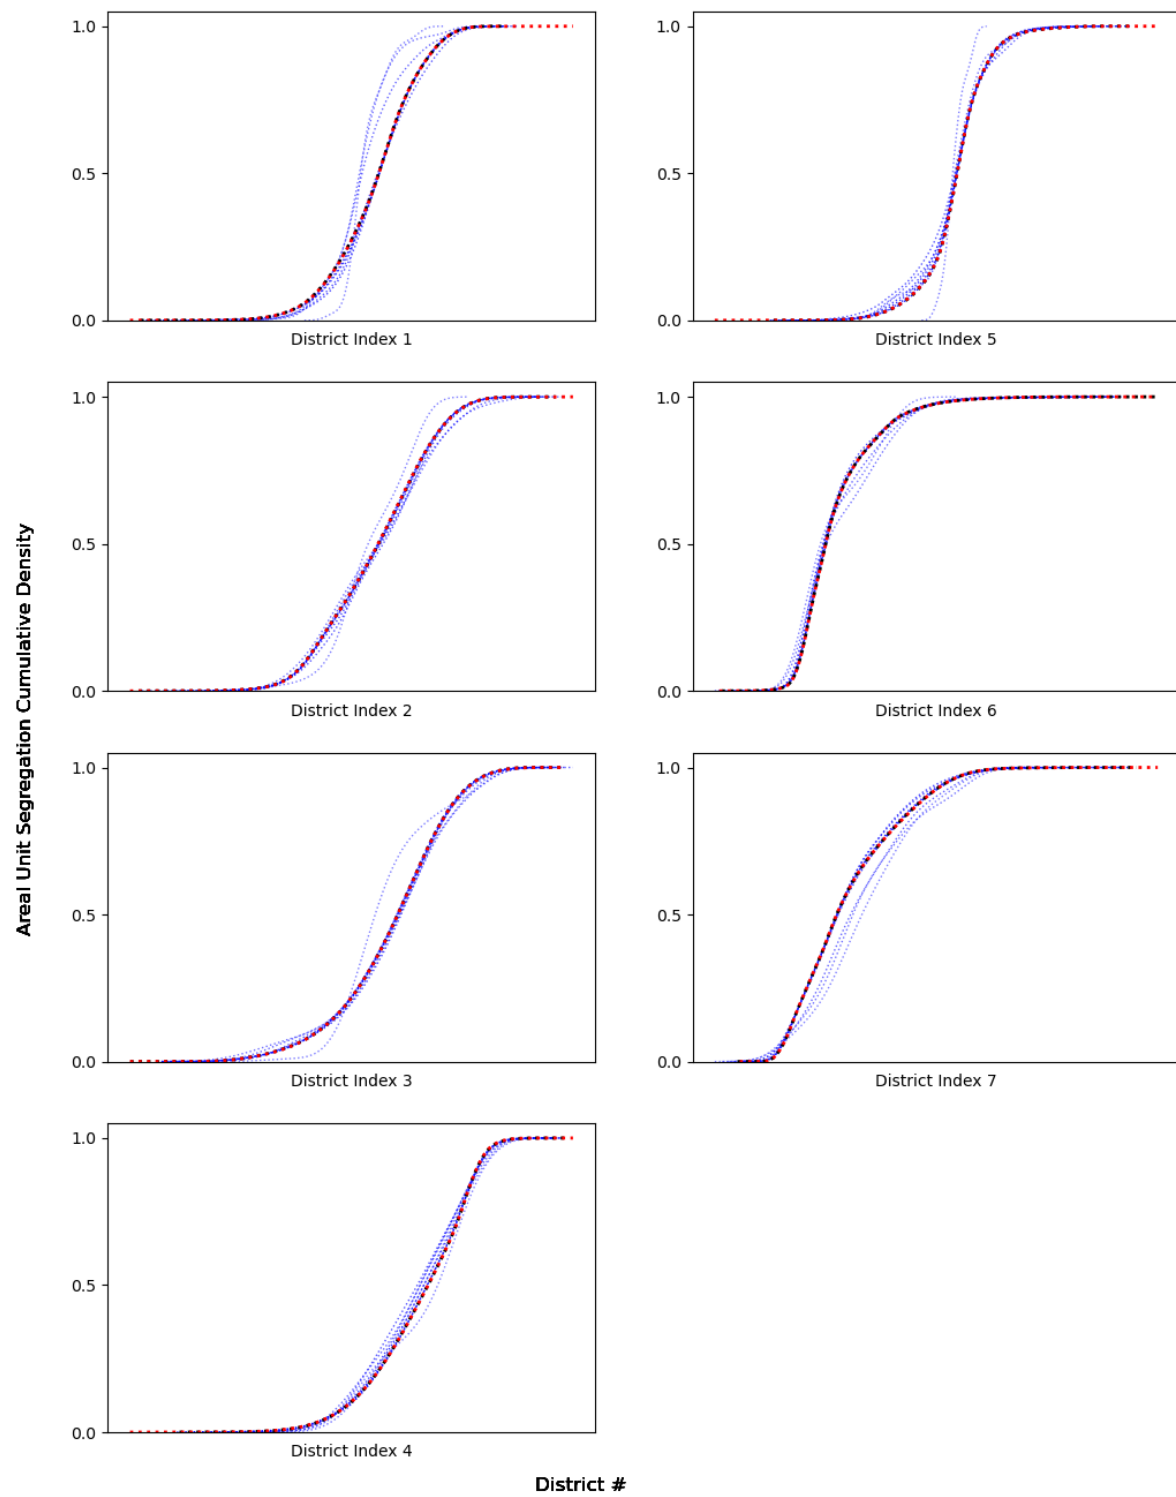 1.0
0.5
0.0
District Index 1
1.0
0.5
0.0
District Index 5
1.0
0.5
0.0
District Index 2
1.0
0.5
0.0
District Index 6
1.0
0.5
0.0
District Index 3
1.0
0.5
0.0
District Index 7
1.0
0.5
0.0
District Index 4
Areal Unit Segregation Cumulative Density
District #